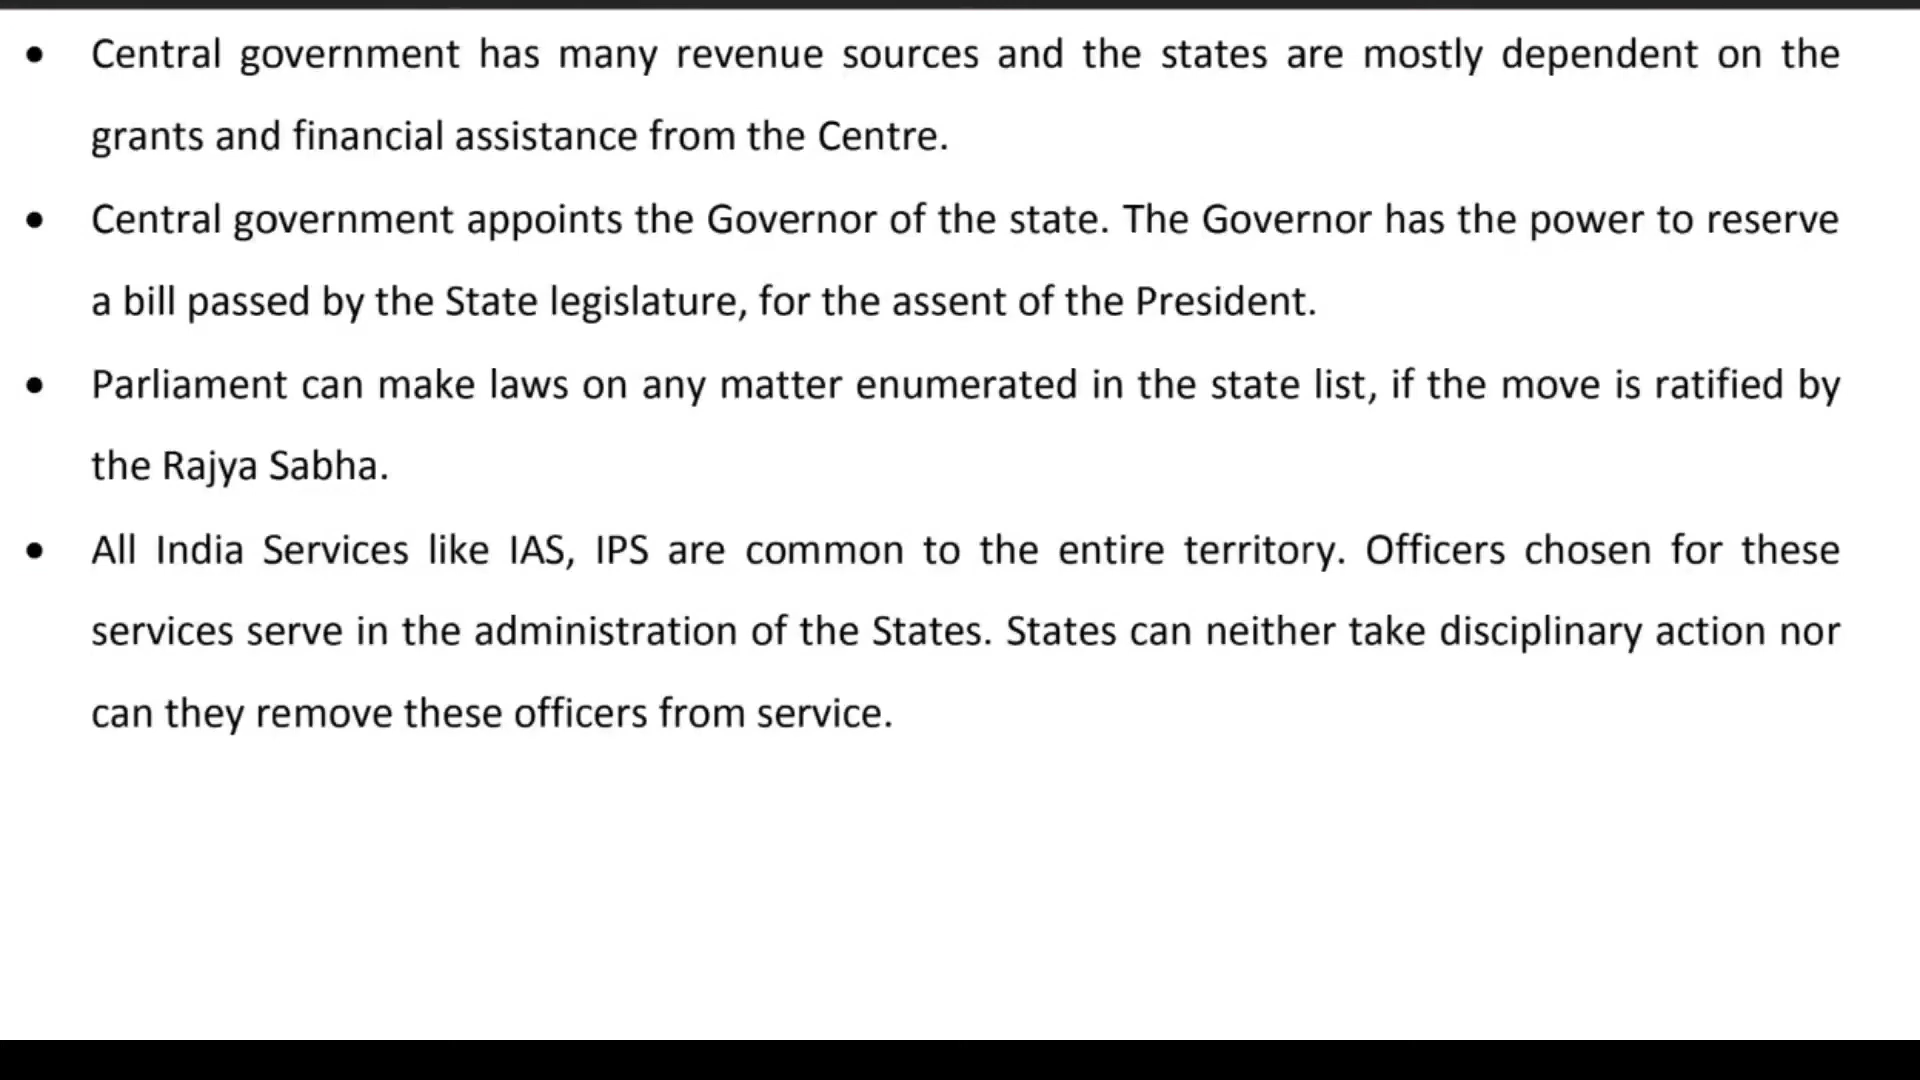 • Central government has many revenue sources and the states are mostly dependent on the
grants and financial assistance from the Centre.
• Central government appoints the Governor of the state. The Governor has the power to reserve
a bill passed by the State legislature, for the assent of the President.
• Parliament can make laws on any matter enumerated in the state list, if the move is ratified by
the Rajya Sabha.
• All India Services like IAS, IPS are common to the entire territory. Officers chosen for these
services serve in the administration of the States. States can neither take disciplinary action nor
can they remove these officers from service.